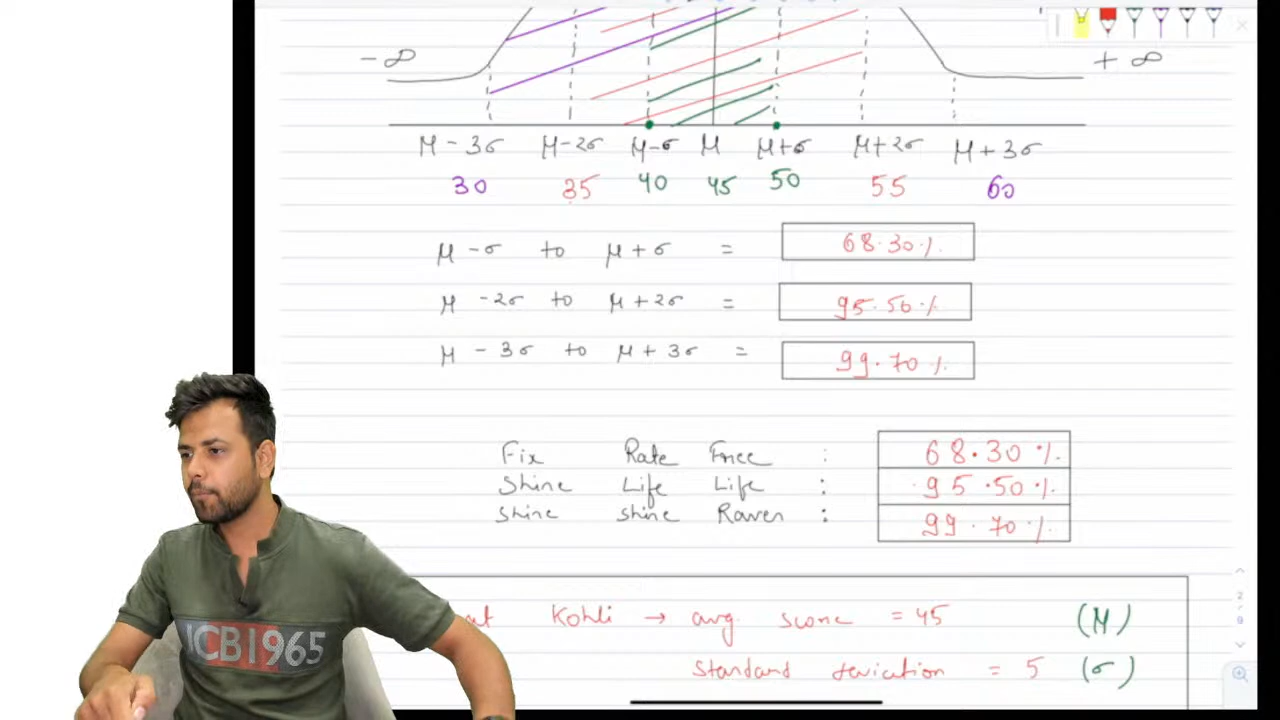 -∞ +∞
μ-3σ μ-2σ μ-σ μ μ+σ μ+2σ μ+3σ
30 35 40 45 50 55 60
μ-σ to μ+σ = 68.30%
μ-2σ to μ+2σ = 95.50%
μ-3σ to μ+3σ = 99.70%
Fix Rate Free : 68.30%
Shine Life Life : 95.50%
Shine Shine Raver : 99.70%
at Kohli → avg. score = 45 (μ)
Standard deviation = 5 (σ)
ICB1965